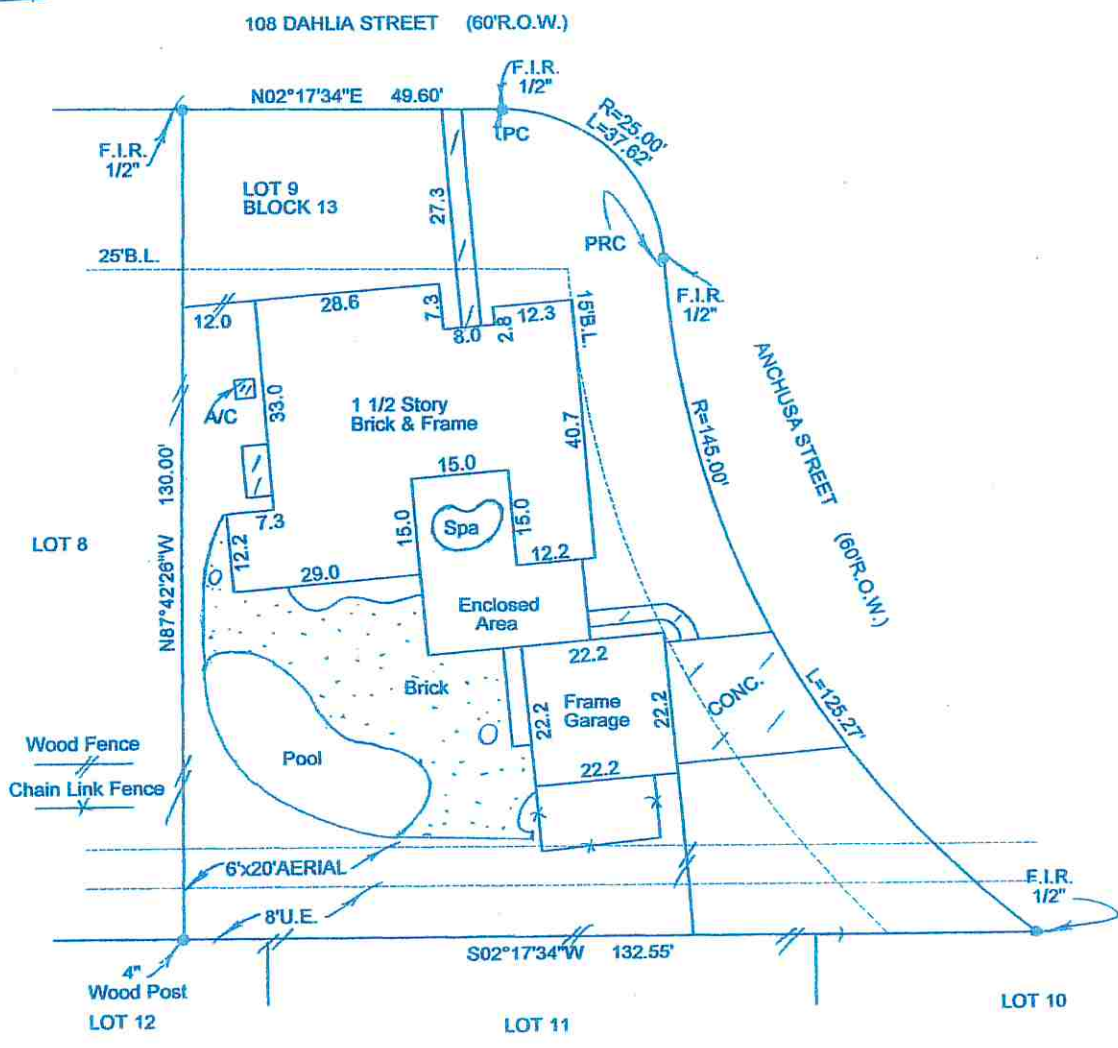 108 DAHLIA STREET (60'R.O.W.)
F.I.R.
1/2"
N02°17'34"E 49.60'
PC
R=25.00'
L=37.62'
F.I.R.
1/2"
LOT 9
BLOCK 13
27.3
PRC
25'B.L.
F.I.R.
1/2"
12.0
28.6
7.3
8.0
2.8
12.3
15'B.L.
ANCHUSA STREET (60'R.O.W.)
A/C
33.0
1 1/2 Story
Brick & Frame
40.7
R=145.00'
N87°42'26"W 130.00'
15.0
15.0
Spa
15.0
LOT 8
7.3
12.2
12.2
29.0
Enclosed
Area
22.2
Brick
22.2
Frame
Garage
22.2
CONC.
L=125.27'
Wood Fence
Pool
22.2
Chain Link Fence
6'x20'AERIAL
F.I.R.
1/2"
8'U.E.
S02°17'34"W 132.55'
4"
Wood Post
LOT 12
LOT 11
LOT 10